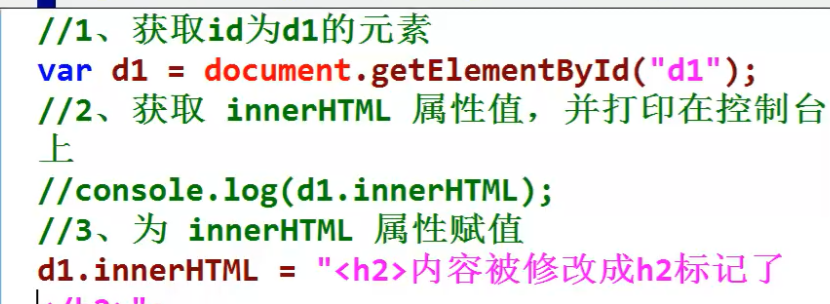 //1、获取id为d1的元素
var d1 = document.getElementById("d1");
//2、获取 innerHTML 属性值，并打印在控制台
上
//console.log(d1.innerHTML);
//3、为 innerHTML 属性赋值
d1.innerHTML = "<h2>内容被修改成h2标记了